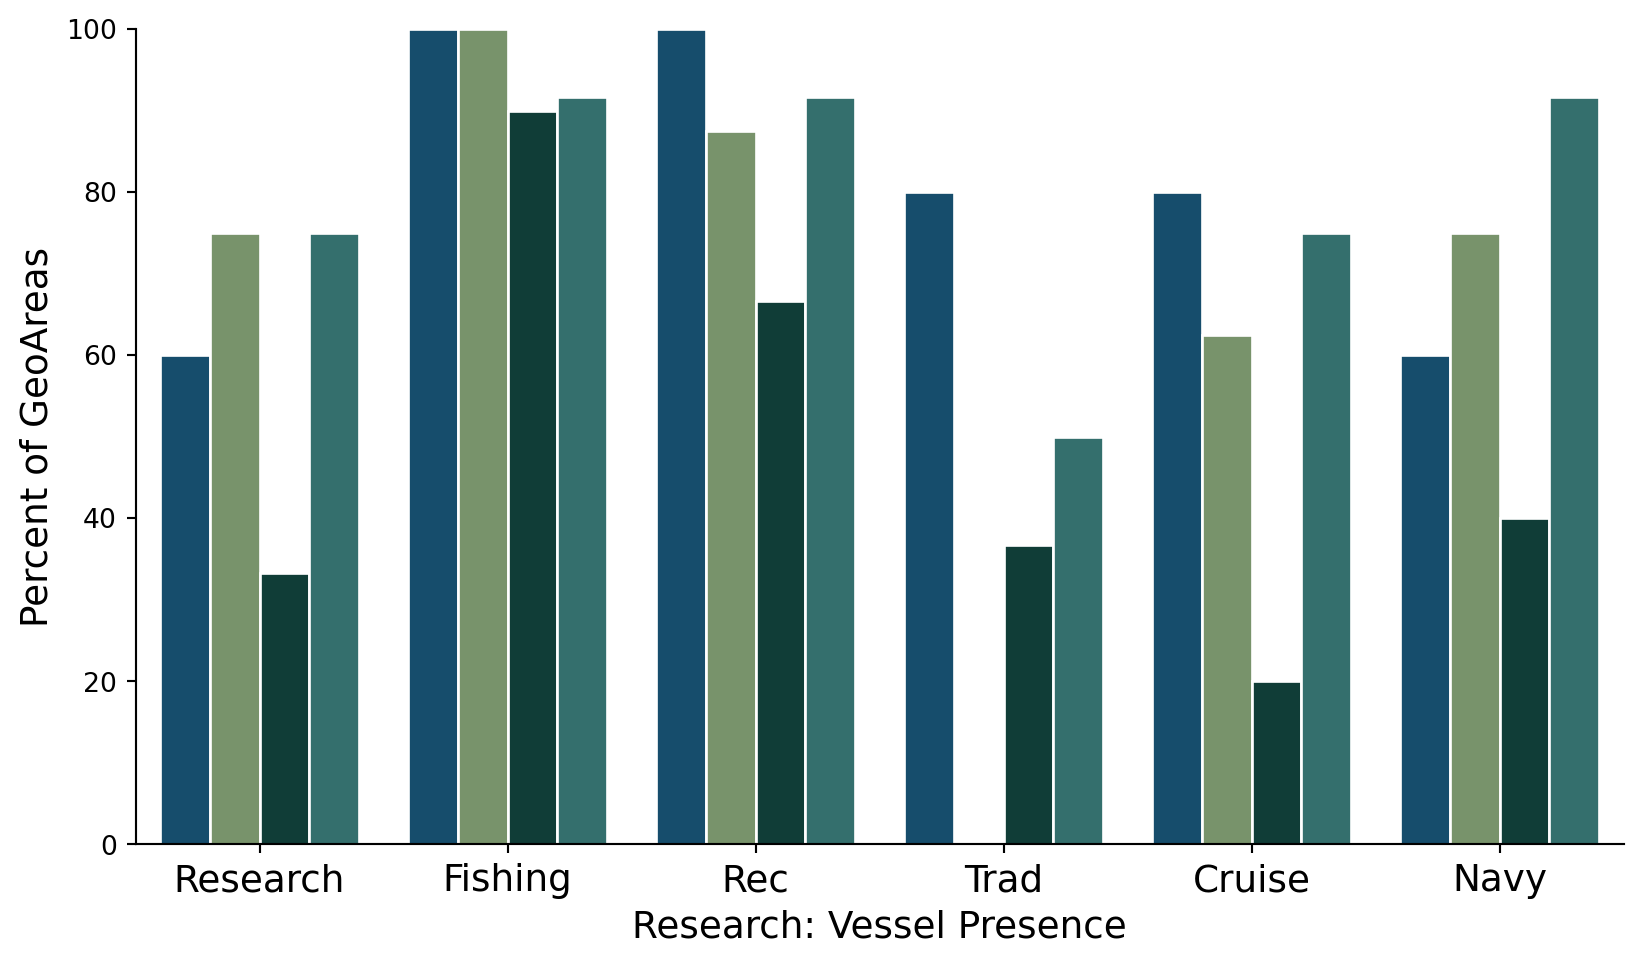 Percent of GeoAreas
100
80
60
40
20
0
Research Fishing Rec Trad Cruise Navy
Research: Vessel Presence